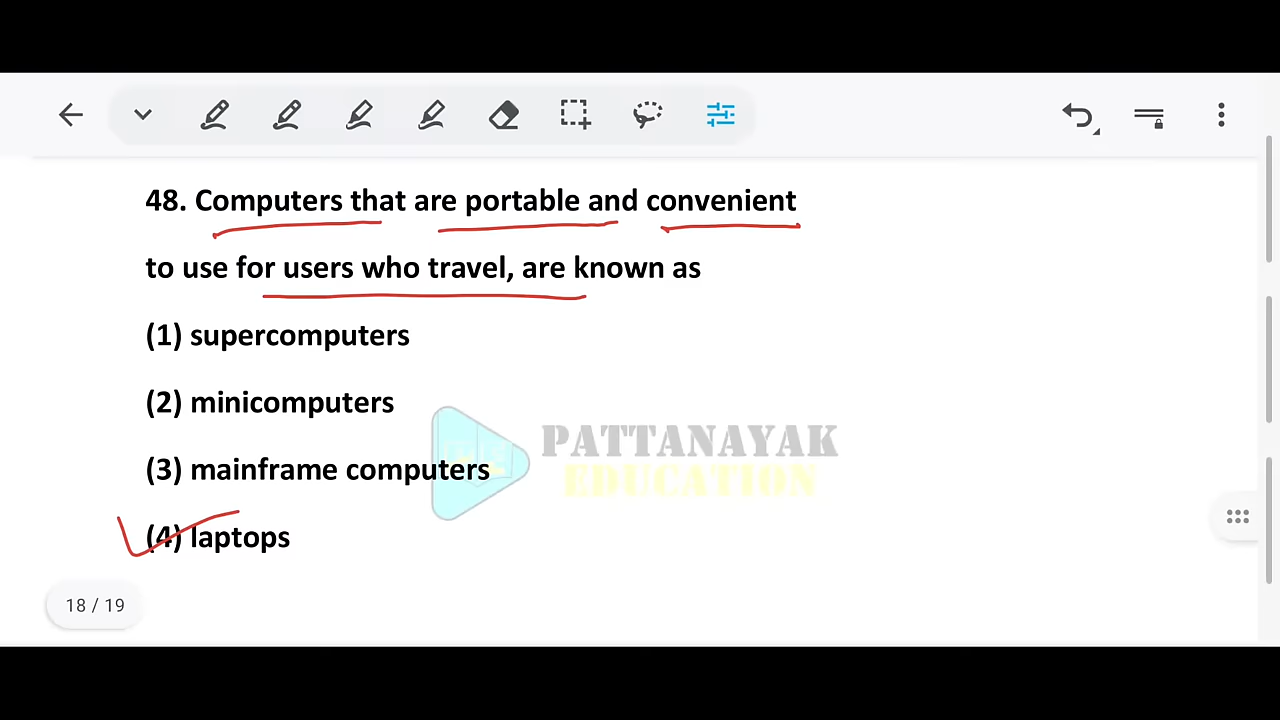 48. Computers that are portable and convenient
to use for users who travel, are known as
(1) supercomputers
(2) minicomputers
(3) mainframe computers
(4) laptops
PATTANAYAK
EDUCATION
18 / 19